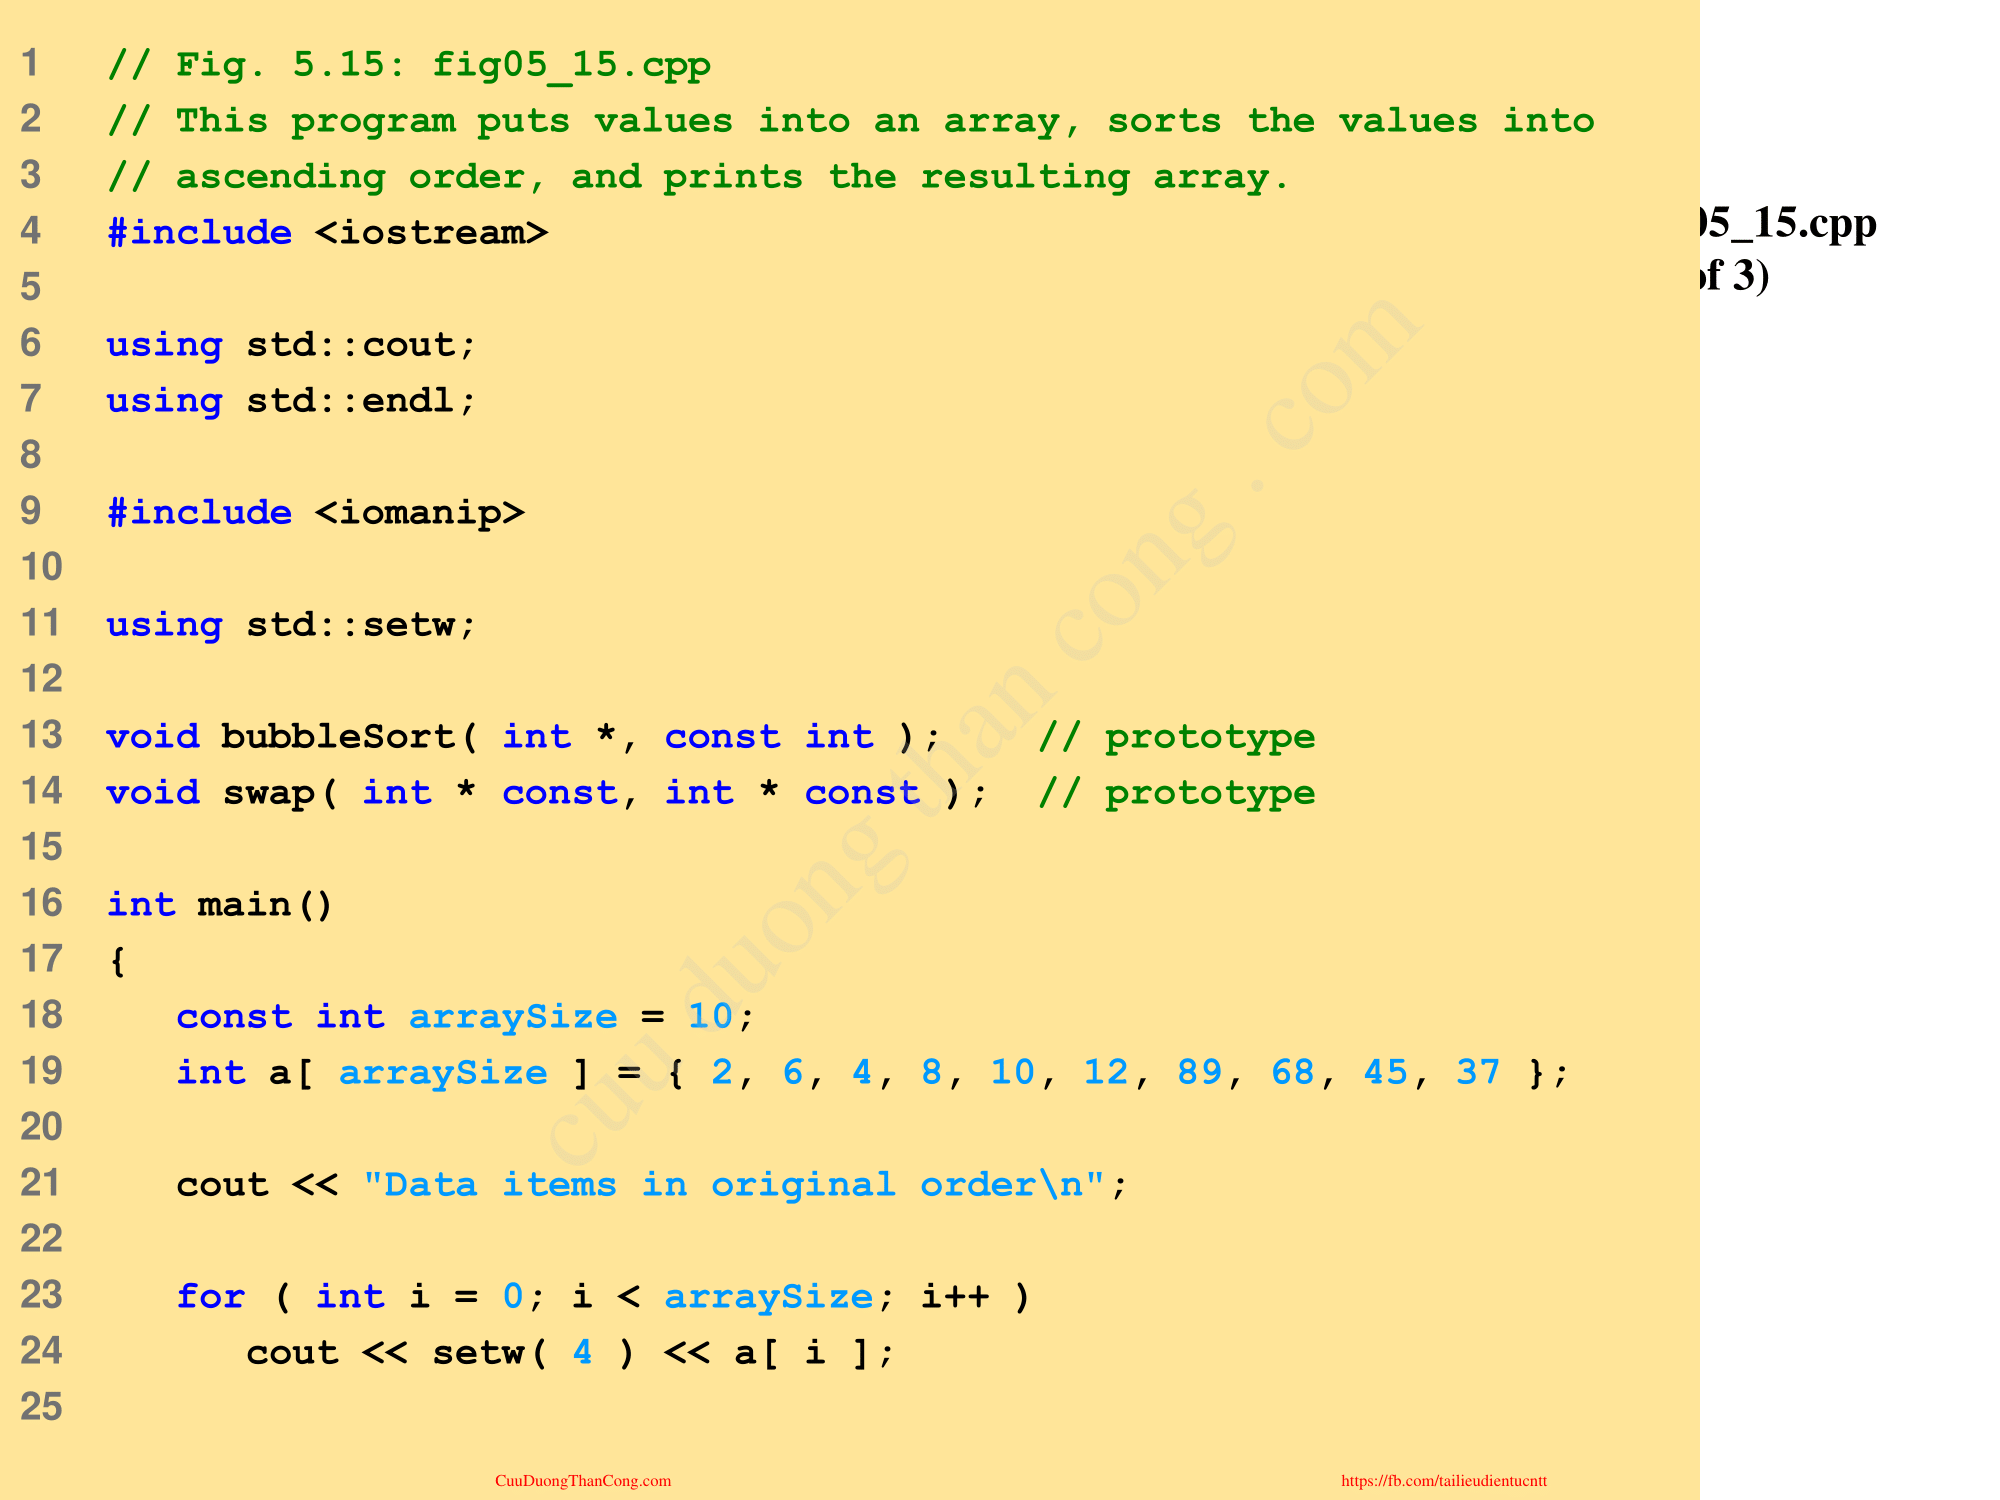 1 // Fig. 5.15: fig05_15.cpp
2 // This program puts values into an array, sorts the values into
3 // ascending order, and prints the resulting array.
4 #include <iostream>
5
6 using std::cout;
7 using std::endl;
8
9 #include <iomanip>
10
11 using std::setw;
12
13 void bubbleSort( int *, const int ); // prototype
14 void swap( int * const, int * const ); // prototype
15
16 int main()
17 {
18 const int arraySize = 10;
19 int a[ arraySize ] = { 2, 6, 4, 8, 10, 12, 89, 68, 45, 37 };
20
21 cout << "Data items in original order\n";
22
23 for ( int i = 0; i < arraySize; i++ )
24 cout << setw( 4 ) << a[ i ];
25
05_15.cpp
of 3)
cuu duong than cong . com
CuuDuongThanCong.com
https://fb.com/tailieudientucntt